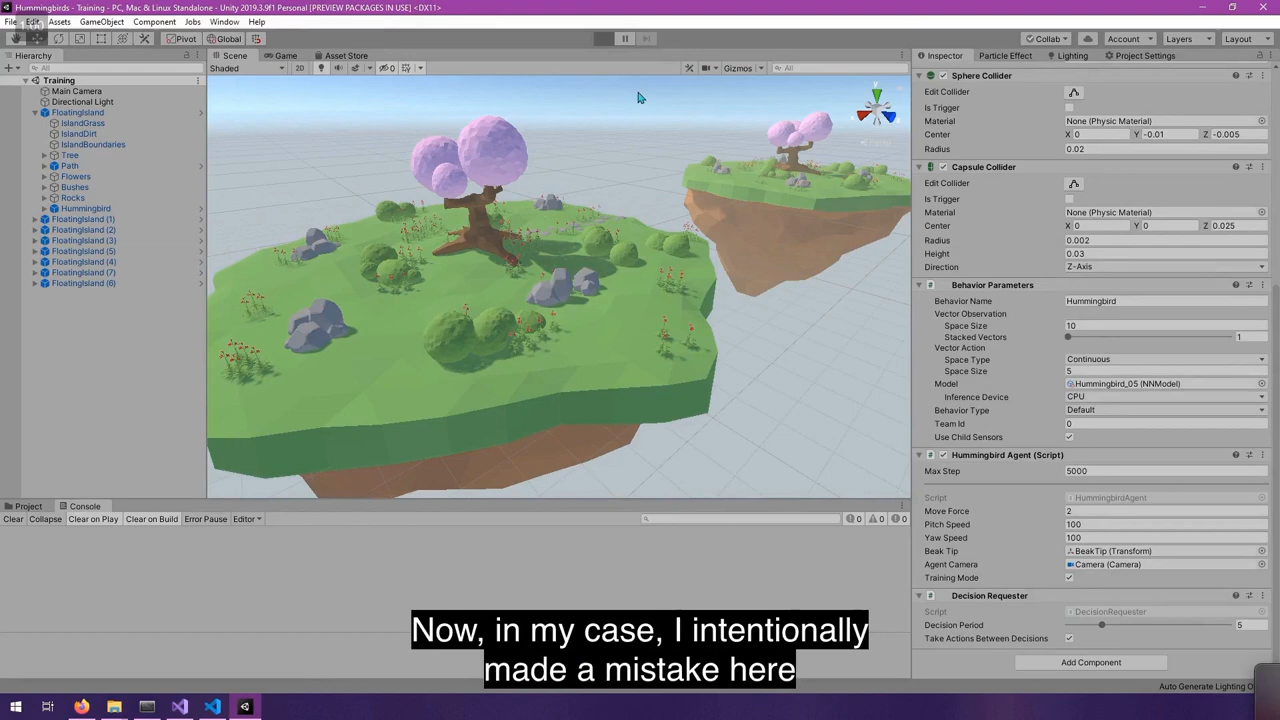 Hummingbirds - Training - PC, Mac & Linux Standalone - Unity 2019.3.9f1 Personal [PREVIEW PACKAGES IN USE] <DX11>
File Edit Assets GameObject Component Jobs Window Help
Pivot Global Collab Account Layers Layout
Hierarchy
All
Training
Main Camera
Directional Light
FloatingIsland
IslandGrass
IslandDirt
IslandBoundaries
Tree
Path
Flowers
Bushes
Rocks
Hummingbird
FloatingIsland (1)
FloatingIsland (2)
FloatingIsland (3)
FloatingIsland (5)
FloatingIsland (4)
FloatingIsland (7)
FloatingIsland (6)
Scene Game Asset Store
Shaded 2D 0 Gizmos All
Inspector Particle Effect Lighting Project Settings
Sphere Collider
Edit Collider
Is Trigger
Material None (Physic Material)
Center X 0 Y -0.01 Z -0.005
Radius 0.02
Capsule Collider
Edit Collider
Is Trigger
Material None (Physic Material)
Center X 0 Y 0 Z 0.025
Radius 0.002
Height 0.03
Direction Z-Axis
Behavior Parameters
Behavior Name Hummingbird
Vector Observation
Space Size 10
Stacked Vectors 1
Vector Action
Space Type Continuous
Space Size 5
Model Hummingbird_05 (NNModel)
Inference Device CPU
Behavior Type Default
Team Id 0
Use Child Sensors
Hummingbird Agent (Script)
Max Step 5000
Script HummingbirdAgent
Move Force 2
Pitch Speed 100
Yaw Speed 100
Beak Tip BeakTip (Transform)
Agent Camera Camera (Camera)
Training Mode
Decision Requester
Script DecisionRequester
Decision Period 5
Take Actions Between Decisions
Add Component
Auto Generate Lighting O
Project Console
Clear Collapse Clear on Play Clear on Build Error Pause Editor 0 0 0
Now, in my case, I intentionally
made a mistake here